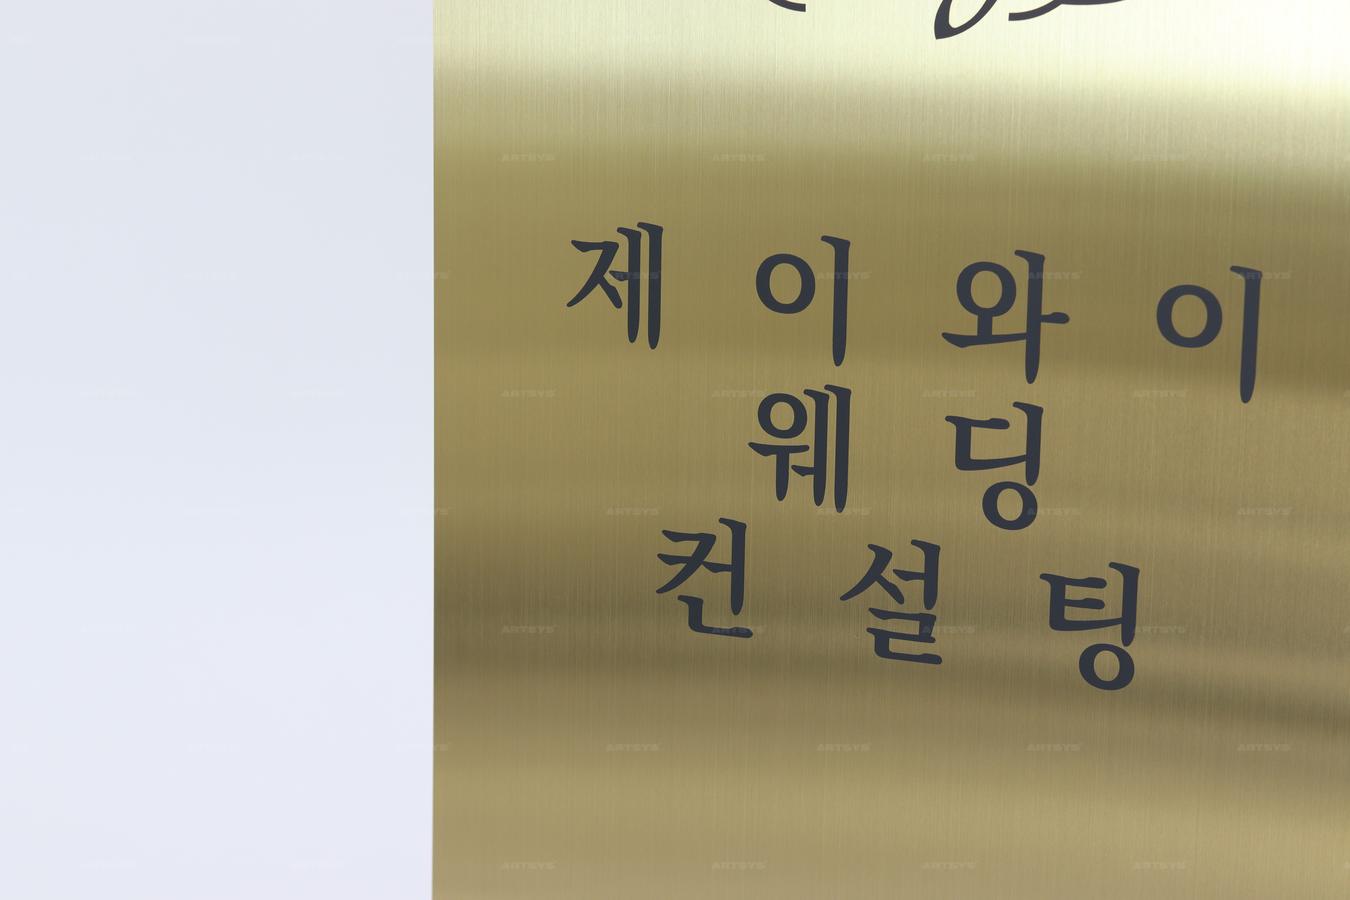 제 이 와 이
웨 딩
컨 설 팅